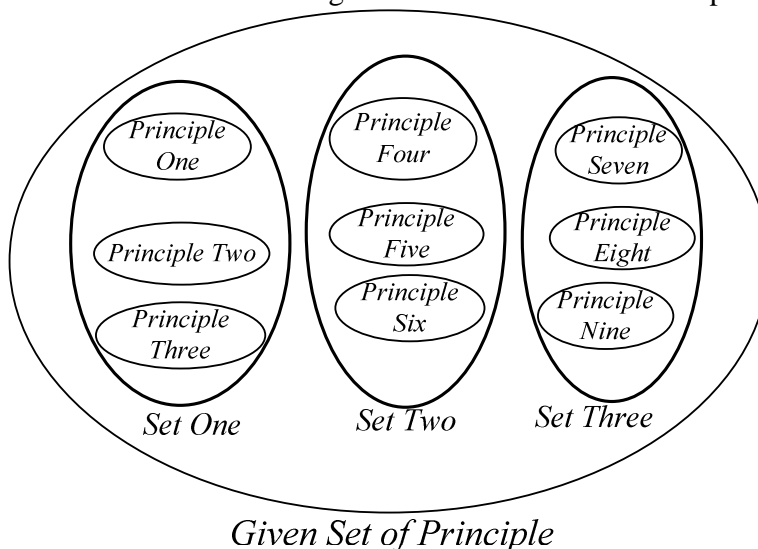 Principle
One
Principle Two
Principle
Three
Set One
Principle
Four
Principle
Five
Principle
Six
Set Two
Principle
Seven
Principle
Eight
Principle
Nine
Set Three
Given Set of Principle